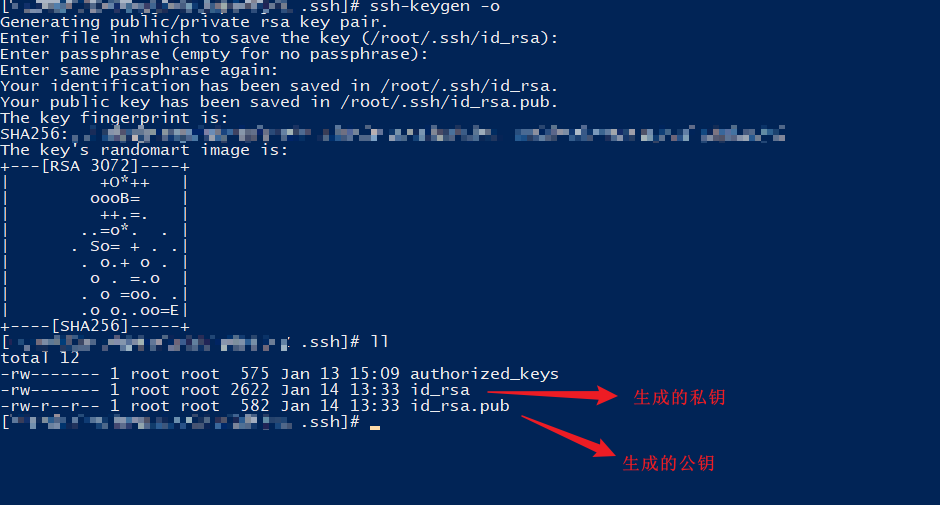 [ .ssh]# ssh-keygen -o
Generating public/private rsa key pair.
Enter file in which to save the key (/root/.ssh/id_rsa):
Enter passphrase (empty for no passphrase):
Enter same passphrase again:
Your identification has been saved in /root/.ssh/id_rsa.
Your public key has been saved in /root/.ssh/id_rsa.pub.
The key fingerprint is:
SHA256:
The key's randomart image is:
+---[RSA 3072]----+
|          +O*++   |
|         oooB=    |
|          ++.=.   |
|        ..=o*.  . |
|       . So= + . .|
|        . o.+ o . |
|         o . =.o  |
|        . o =oo. .|
|        .o o..oo=E|
+----[SHA256]-----+
[ .ssh]# ll
total 12
-rw------- 1 root root  575 Jan 13 15:09 authorized_keys
-rw------- 1 root root 2622 Jan 14 13:33 id_rsa 生成的私钥
-rw-r--r-- 1 root root  582 Jan 14 13:33 id_rsa.pub
[ .ssh]#
生成的公钥